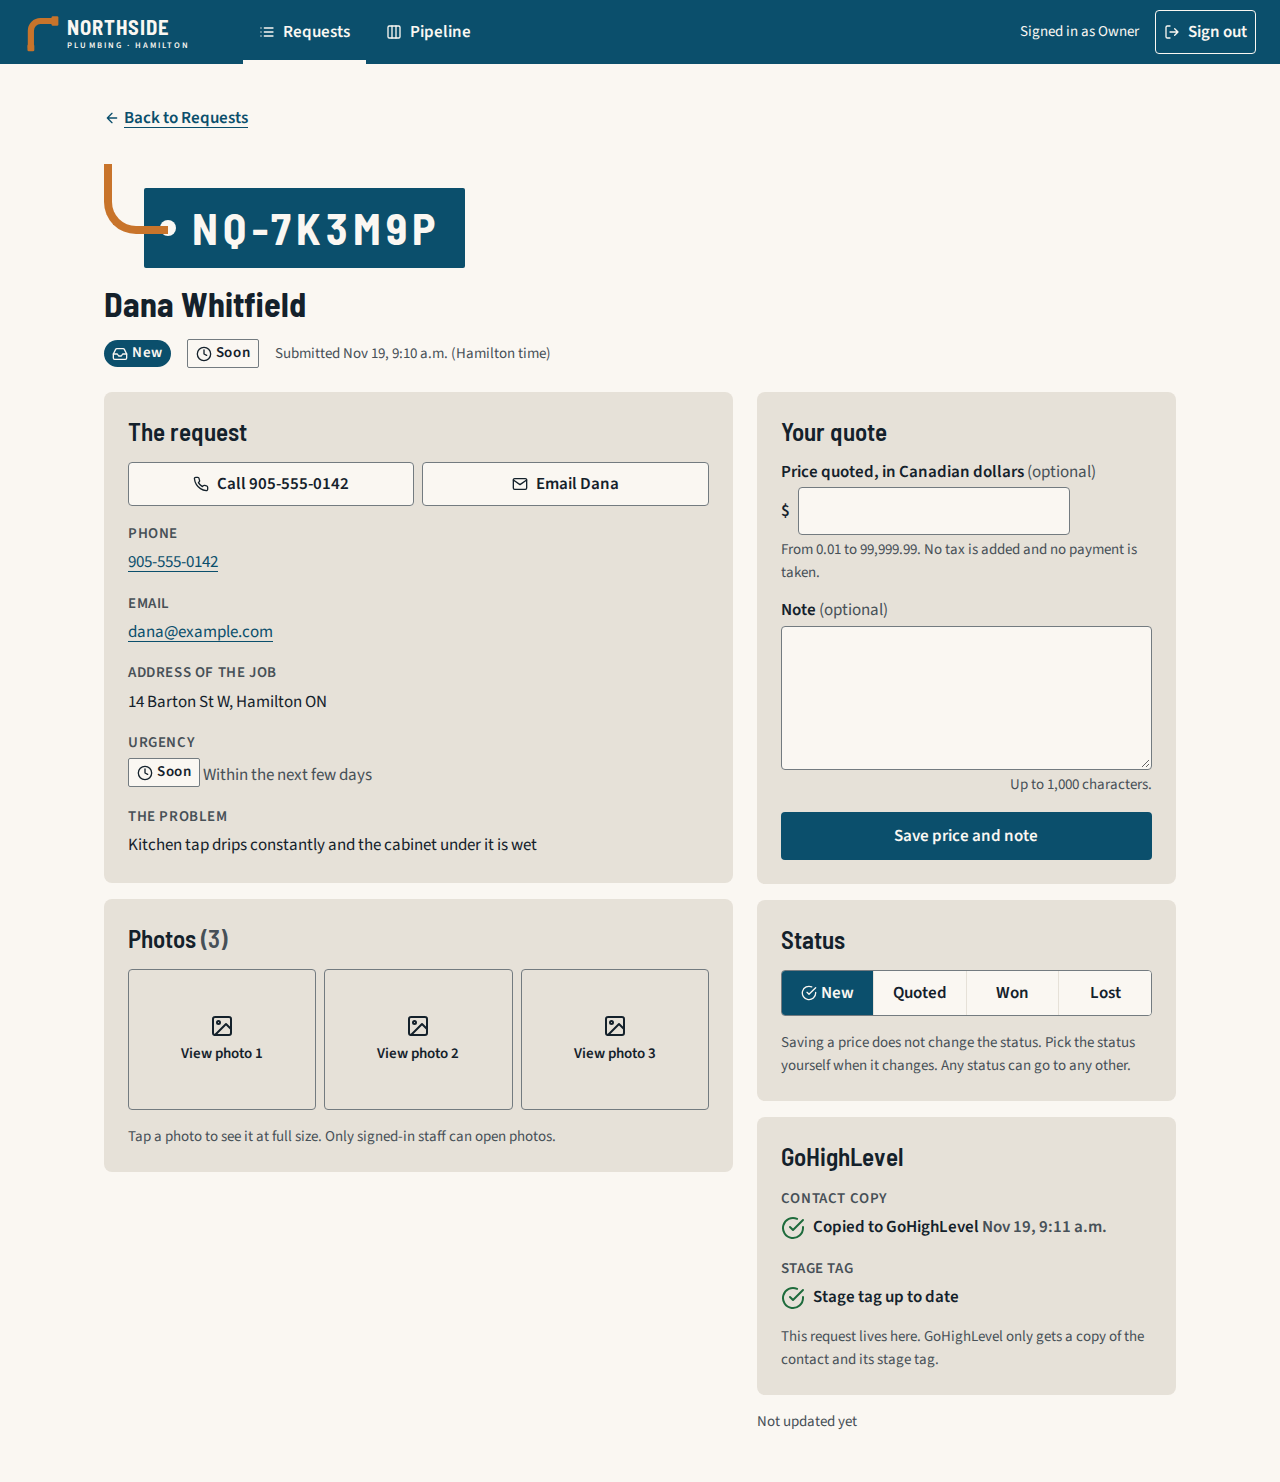 NORTHSIDE
PLUMBING · HAMILTON
Requests
Pipeline
Signed in as Owner
Sign out
Back to Requests
NQ-7K3M9P
Dana Whitfield
New
Soon
Submitted Nov 19, 9:10 a.m. (Hamilton time)
The request
Call 905-555-0142
Email Dana
PHONE
905-555-0142
EMAIL
dana@example.com
ADDRESS OF THE JOB
14 Barton St W, Hamilton ON
URGENCY
Soon Within the next few days
THE PROBLEM
Kitchen tap drips constantly and the cabinet under it is wet
Photos (3)
View photo 1
View photo 2
View photo 3
Tap a photo to see it at full size. Only signed-in staff can open photos.
Your quote
Price quoted, in Canadian dollars (optional)
$
From 0.01 to 99,999.99. No tax is added and no payment is
taken.
Note (optional)
Up to 1,000 characters.
Save price and note
Status
New
Quoted
Won
Lost
Saving a price does not change the status. Pick the status
yourself when it changes. Any status can go to any other.
GoHighLevel
CONTACT COPY
Copied to GoHighLevel Nov 19, 9:11 a.m.
STAGE TAG
Stage tag up to date
This request lives here. GoHighLevel only gets a copy of the
contact and its stage tag.
Not updated yet